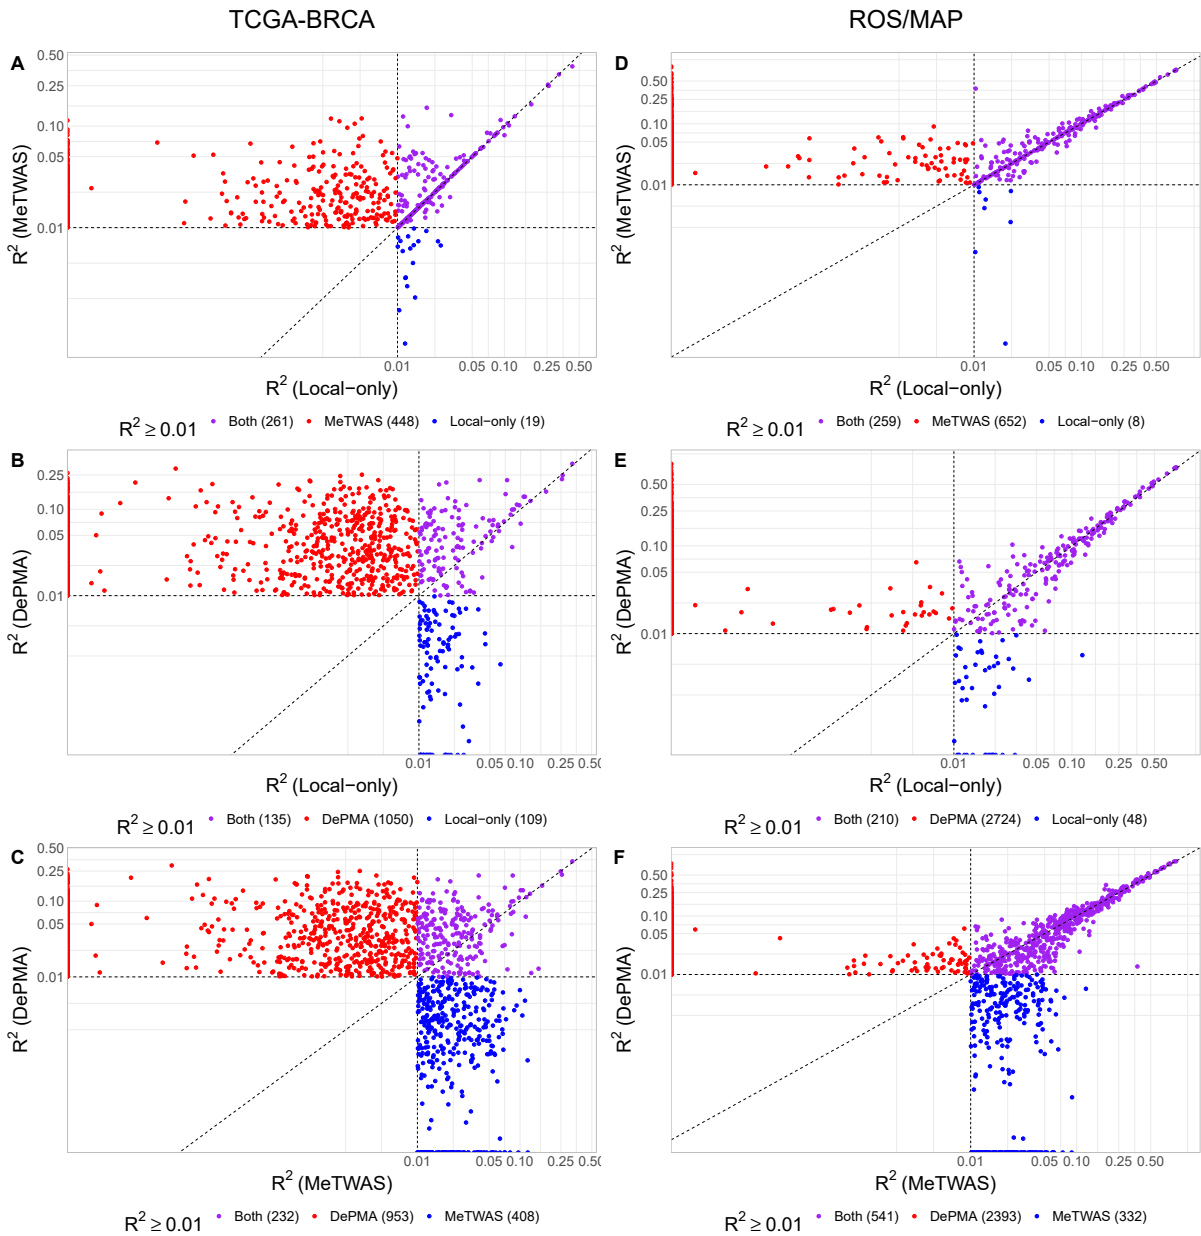 TCGA-BRCA
ROS/MAP
A
0.50
0.25
0.10
0.05
0.01
R² (MeTWAS)
0.01 0.05 0.10 0.25 0.50
R² (Local−only)
R² ≥ 0.01 Both (261) MeTWAS (448) Local−only (19)
D
0.50
0.25
0.10
0.05
0.01
R² (MeTWAS)
0.01 0.05 0.10 0.25 0.50
R² (Local−only)
R² ≥ 0.01 Both (259) MeTWAS (652) Local−only (8)
B
0.25
0.10
0.05
0.01
R² (DePMA)
0.01 0.05 0.10 0.25 0.50
R² (Local−only)
R² ≥ 0.01 Both (135) DePMA (1050) Local−only (109)
E
0.50
0.25
0.10
0.05
0.01
R² (DePMA)
0.01 0.05 0.10 0.25 0.50
R² (Local−only)
R² ≥ 0.01 Both (210) DePMA (2724) Local−only (48)
C
0.50
0.25
0.10
0.05
0.01
R² (DePMA)
0.01 0.05 0.10 0.25 0.50
R² (MeTWAS)
R² ≥ 0.01 Both (232) DePMA (953) MeTWAS (408)
F
0.50
0.25
0.10
0.05
0.01
R² (DePMA)
0.01 0.05 0.10 0.25 0.50
R² (MeTWAS)
R² ≥ 0.01 Both (541) DePMA (2393) MeTWAS (332)